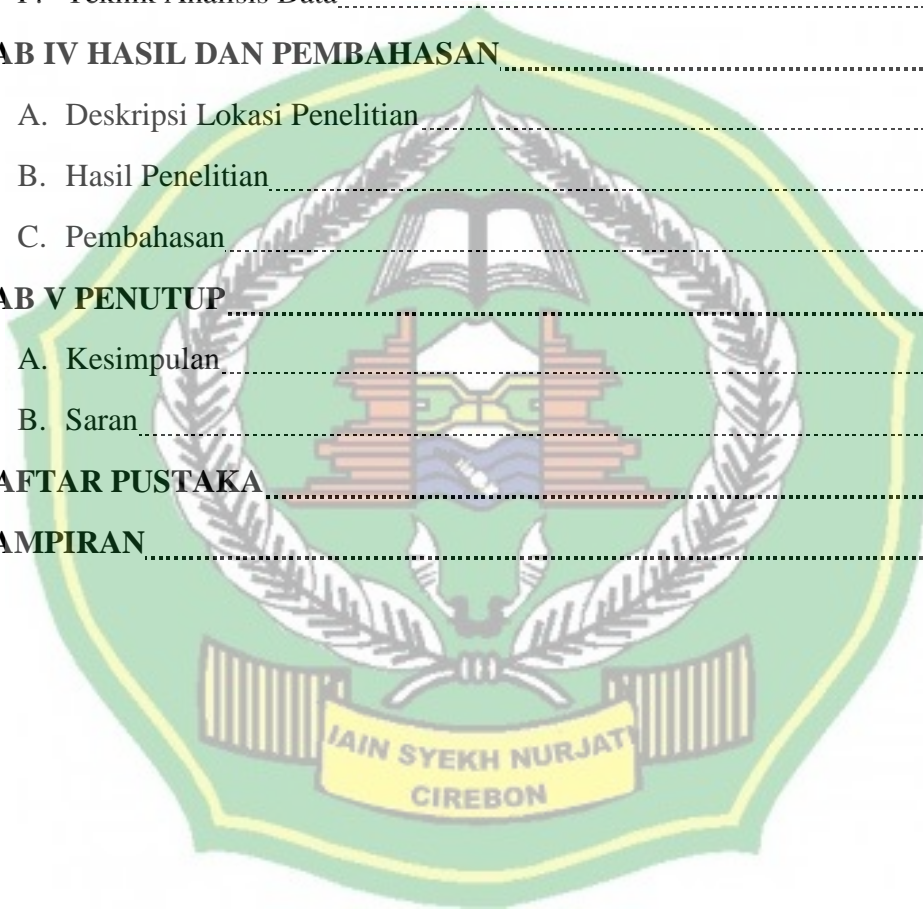 Teknik Analisis Data
AB IV HASIL DAN PEMBAHASAN
A. Deskripsi Lokasi Penelitian
B. Hasil Penelitian
C. Pembahasan
AB V PENUTUP
A. Kesimpulan
B. Saran
AFTAR PUSTAKA
AMPIRAN
IAIN SYEKH NURJATI
CIREBON